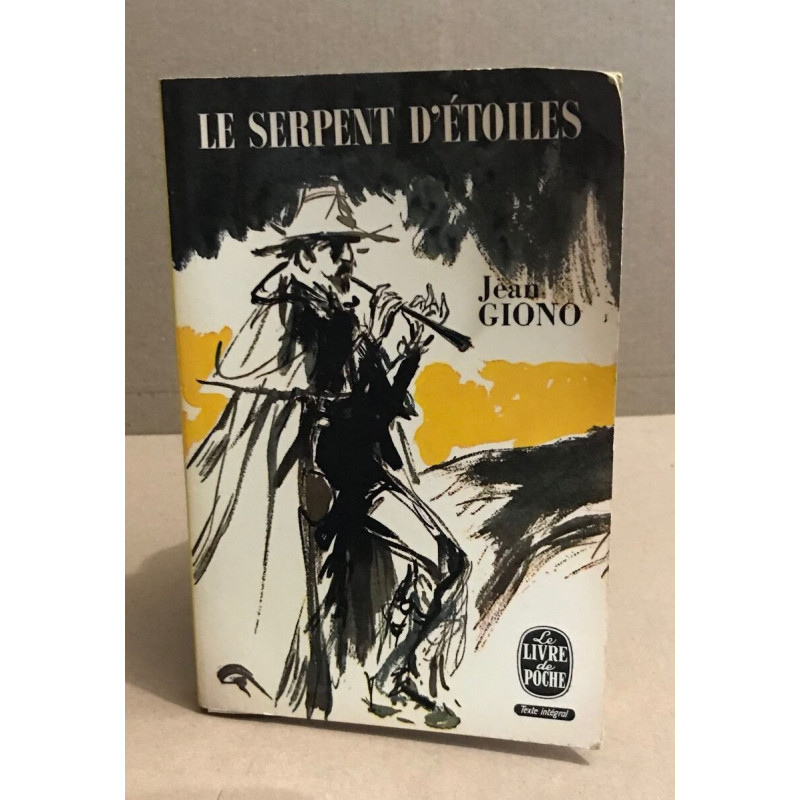 LE SERPENT D'ÉTOILES
Jean
GIONO
Le
LIVRE
de
POCHE
Texte intégral